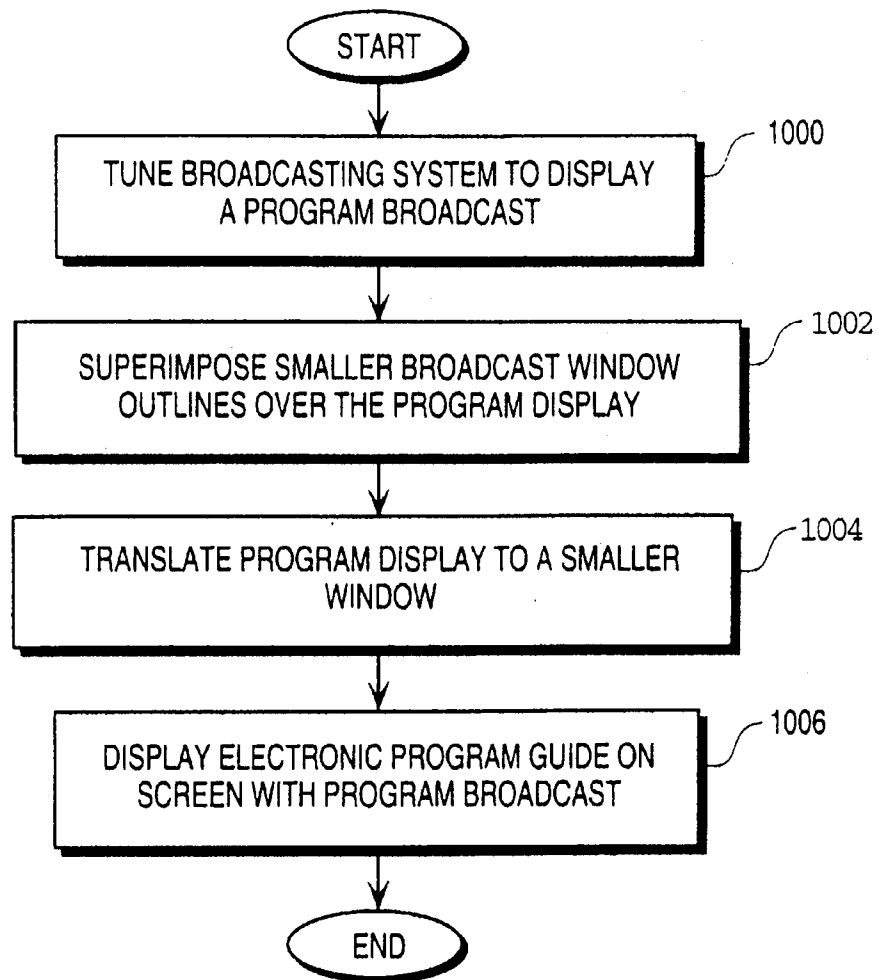 START
1000
TUNE BROADCASTING SYSTEM TO DISPLAY
A PROGRAM BROADCAST
1002
SUPERIMPOSE SMALLER BROADCAST WINDOW
OUTLINES OVER THE PROGRAM DISPLAY
1004
TRANSLATE PROGRAM DISPLAY TO A SMALLER
WINDOW
1006
DISPLAY ELECTRONIC PROGRAM GUIDE ON
SCREEN WITH PROGRAM BROADCAST
END